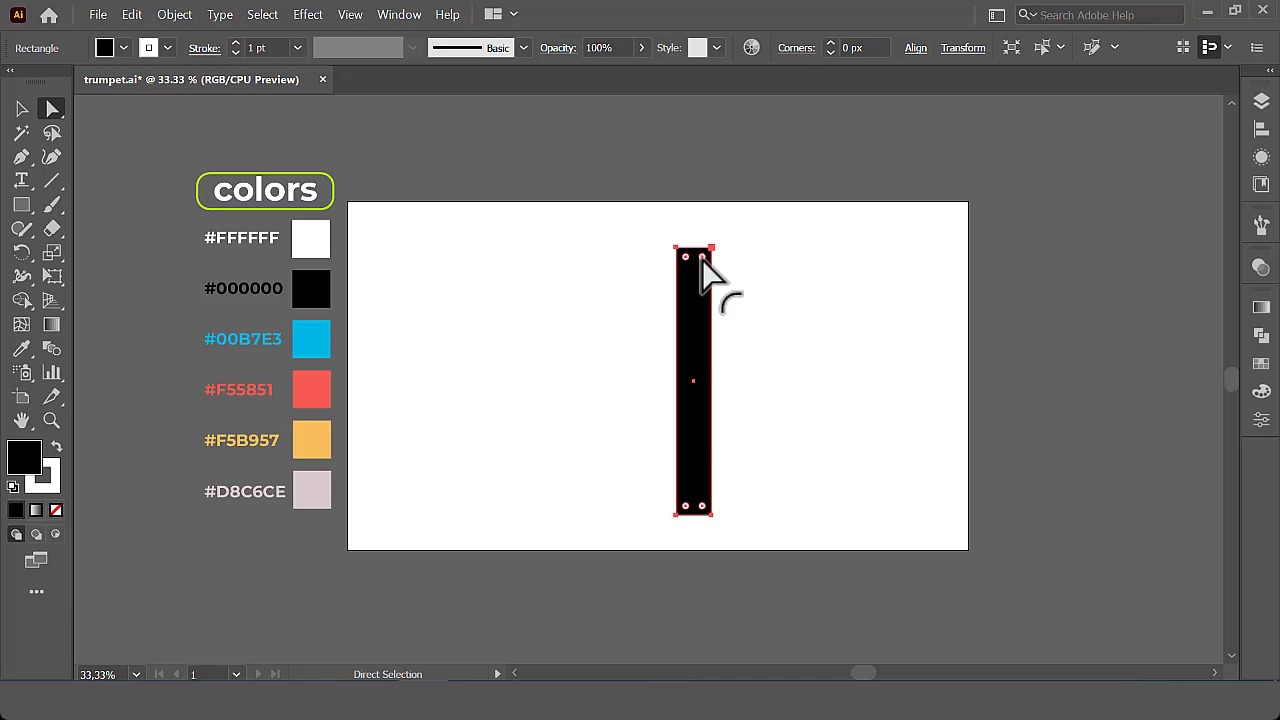 Ai File Edit Object Type Select Effect View Window Help Search Adobe Help
Rectangle Stroke: 1 pt Basic Opacity: 100% Style: Corners: 0 px Align Transform
trumpet.ai* @ 33.33 % (RGB/CPU Preview)
colors
#FFFFFF
#000000
#00B7E3
#F55851
#F5B957
#D8C6CE
33,33% 1 Direct Selection